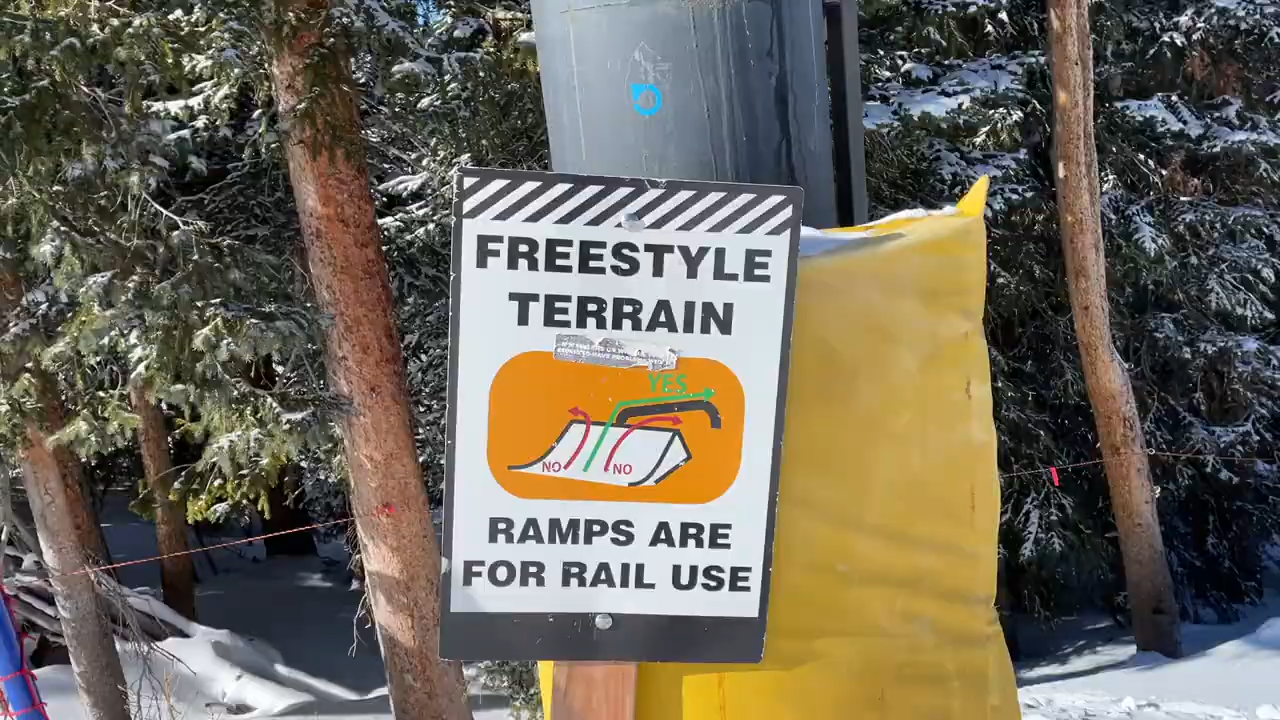 FREESTYLE
TERRAIN
YES
NO
NO
RAMPS ARE
FOR RAIL USE